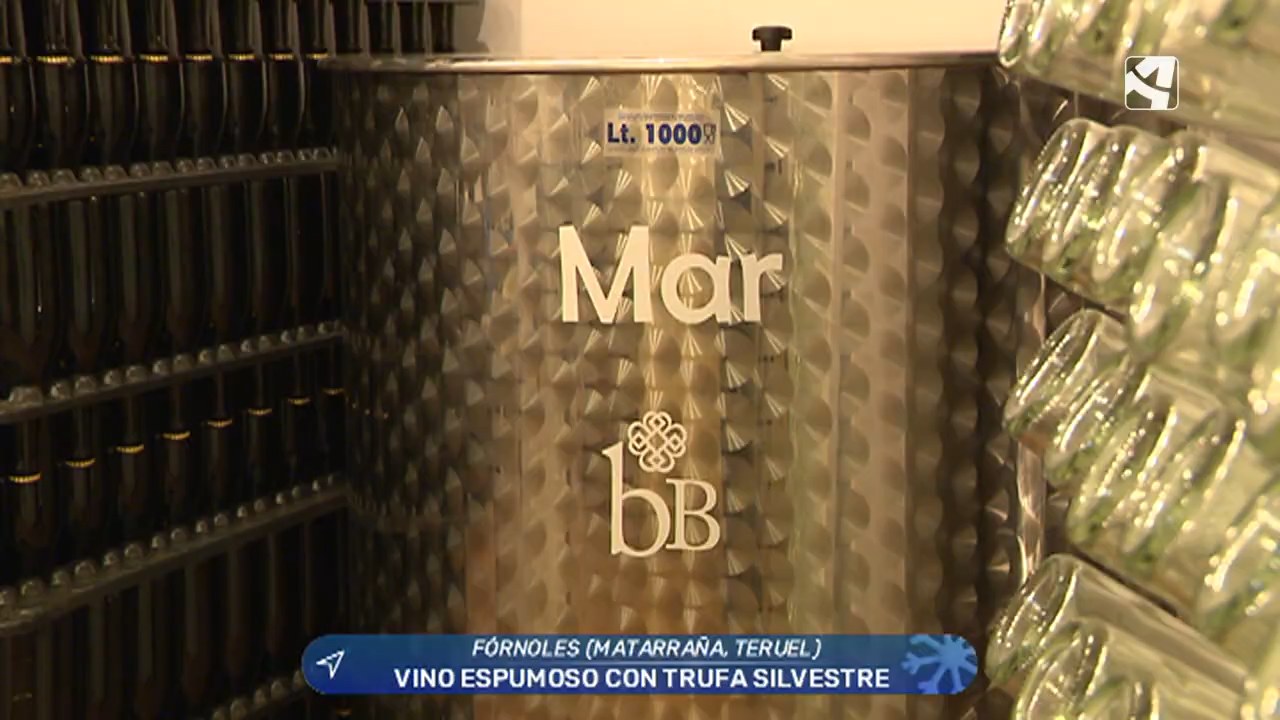 Lt. 1000
Mar
bB
FÓRNOLES (MATARRAÑA, TERUEL)
VINO ESPUMOSO CON TRUFA SILVESTRE